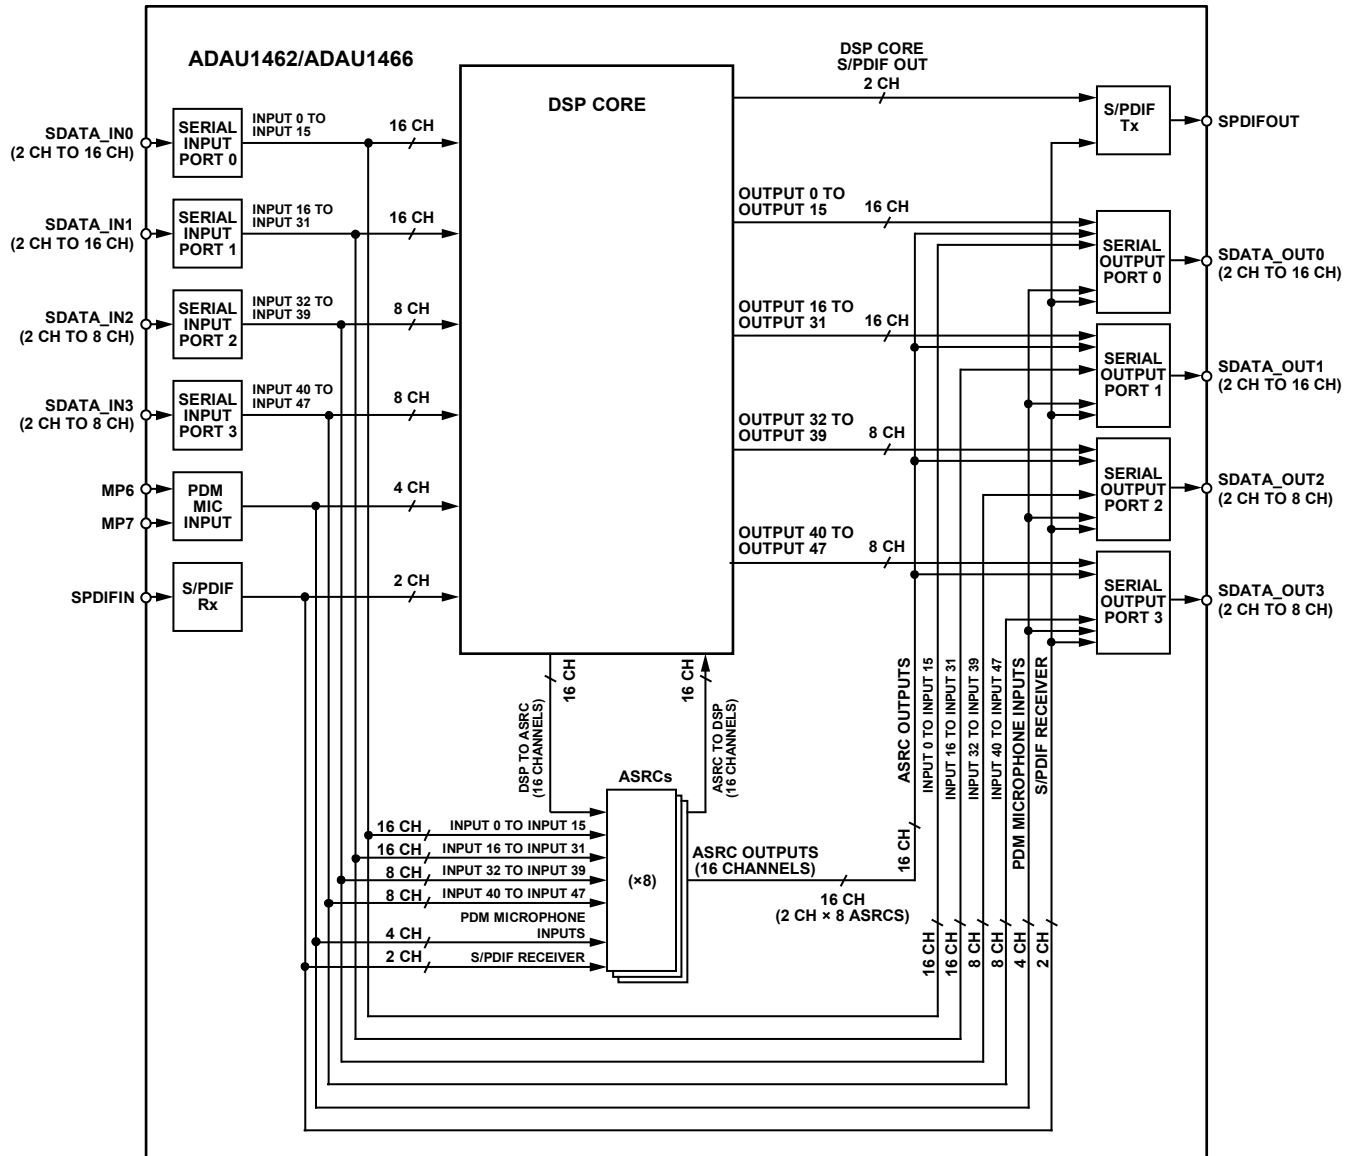 ADAU1462/ADAU1466
DSP CORE
DSP CORE
S/PDIF OUT
2 CH
S/PDIF
Tx
SPDIFOUT
SDATA_IN0
(2 CH TO 16 CH)
SERIAL
INPUT
PORT 0
INPUT 0 TO
INPUT 15
16 CH
SDATA_IN1
(2 CH TO 16 CH)
SERIAL
INPUT
PORT 1
INPUT 16 TO
INPUT 31
16 CH
SDATA_IN2
(2 CH TO 8 CH)
SERIAL
INPUT
PORT 2
INPUT 32 TO
INPUT 39
8 CH
SDATA_IN3
(2 CH TO 8 CH)
SERIAL
INPUT
PORT 3
INPUT 40 TO
INPUT 47
8 CH
MP6
MP7
PDM
MIC
INPUT
4 CH
SPDIFIN
S/PDIF
Rx
2 CH
OUTPUT 0 TO
OUTPUT 15
16 CH
SERIAL
OUTPUT
PORT 0
SDATA_OUT0
(2 CH TO 16 CH)
OUTPUT 16 TO
OUTPUT 31
16 CH
SERIAL
OUTPUT
PORT 1
SDATA_OUT1
(2 CH TO 16 CH)
OUTPUT 32 TO
OUTPUT 39
8 CH
SERIAL
OUTPUT
PORT 2
SDATA_OUT2
(2 CH TO 8 CH)
OUTPUT 40 TO
OUTPUT 47
8 CH
SERIAL
OUTPUT
PORT 3
SDATA_OUT3
(2 CH TO 8 CH)
16 CH
DSP TO ASRC
(16 CHANNELS)
16 CH
ASRC TO DSP
(16 CHANNELS)
ASRCs
(×8)
16 CH
INPUT 0 TO INPUT 15
16 CH
INPUT 16 TO INPUT 31
8 CH
INPUT 32 TO INPUT 39
8 CH
INPUT 40 TO INPUT 47
PDM MICROPHONE
INPUTS
4 CH
2 CH
S/PDIF RECEIVER
ASRC OUTPUTS
(16 CHANNELS)
16 CH
(2 CH × 8 ASRCS)
ASRC OUTPUTS
16 CH
INPUT 0 TO INPUT 15
16 CH
INPUT 16 TO INPUT 31
16 CH
INPUT 32 TO INPUT 39
8 CH
INPUT 40 TO INPUT 47
8 CH
PDM MICROPHONE INPUTS
4 CH
S/PDIF RECEIVER
2 CH